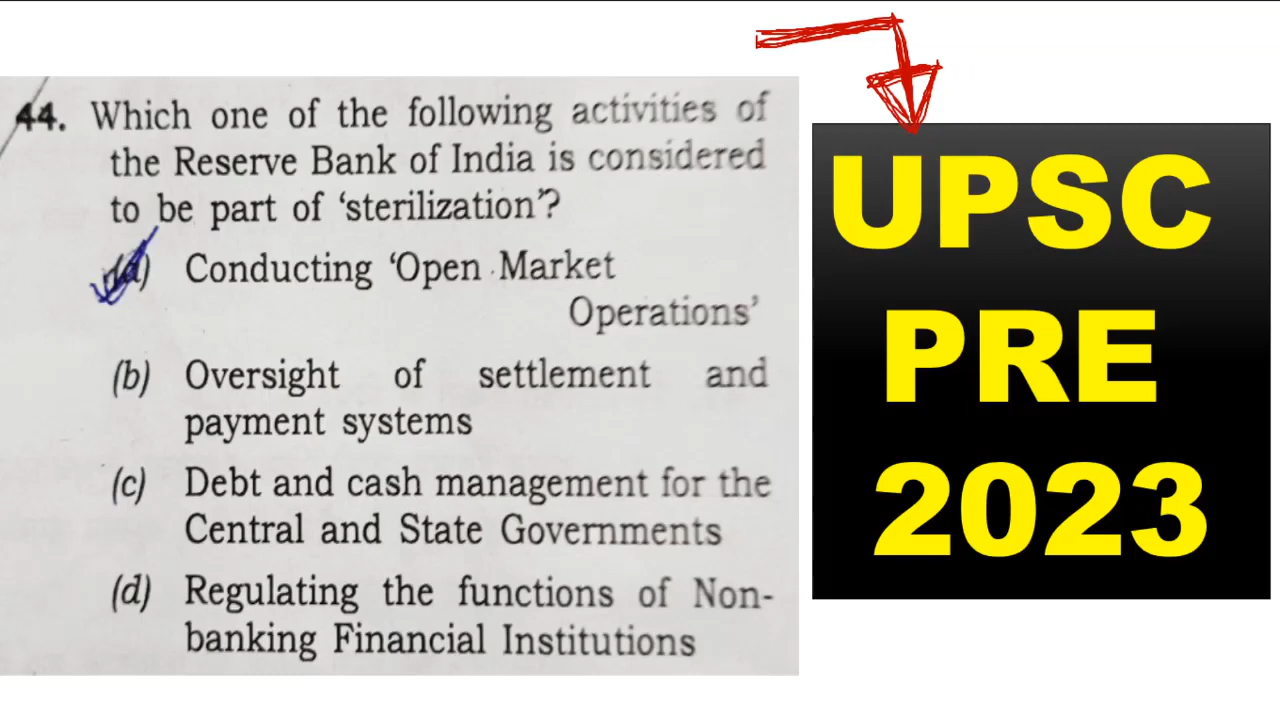 44. Which one of the following activities of
the Reserve Bank of India is considered
to be part of ‘sterilization’?
(a) Conducting ‘Open Market
Operations’
(b) Oversight of settlement and
payment systems
(c) Debt and cash management for the
Central and State Governments
(d) Regulating the functions of Non-
banking Financial Institutions
UPSC
PRE
2023